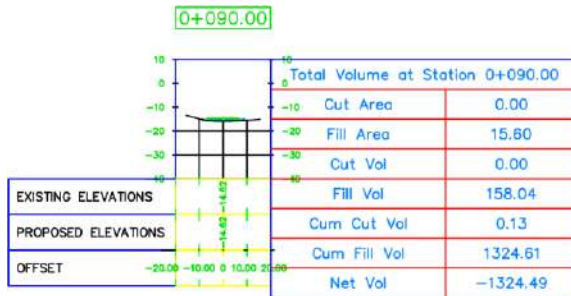 0+090.00
10
10
0
0
-10
-10
-20
-20
-30
-30
-40
-40
Total Volume at Station 0+090.00
Cut Area 0.00
Fill Area 15.60
Cut Vol 0.00
Fill Vol 158.04
Cum Cut Vol 0.13
Cum Fill Vol 1324.61
Net Vol -1324.49
EXISTING ELEVATIONS -14.62
PROPOSED ELEVATIONS -14.62
OFFSET -20.00 -10.00 0 10.00 20.00